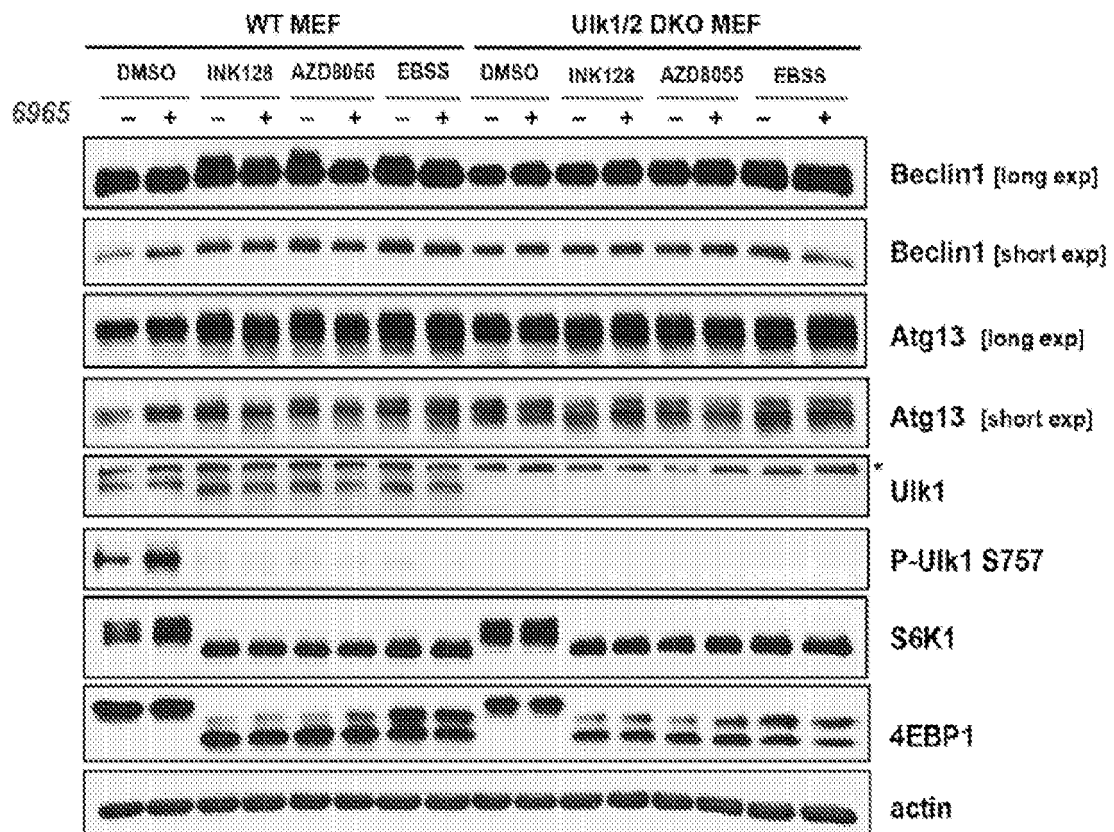 WT MEF Ulk1/2 DKO MEF
DMSO INK128 AZD8055 EBSS DMSO INK128 AZD8055 EBSS
6965 – + – + – + – + – + – + – + – +
Beclin1 [long exp]
Beclin1 [short exp]
Atg13 [long exp]
Atg13 [short exp]
*
Ulk1
P-Ulk1 S757
S6K1
4EBP1
actin